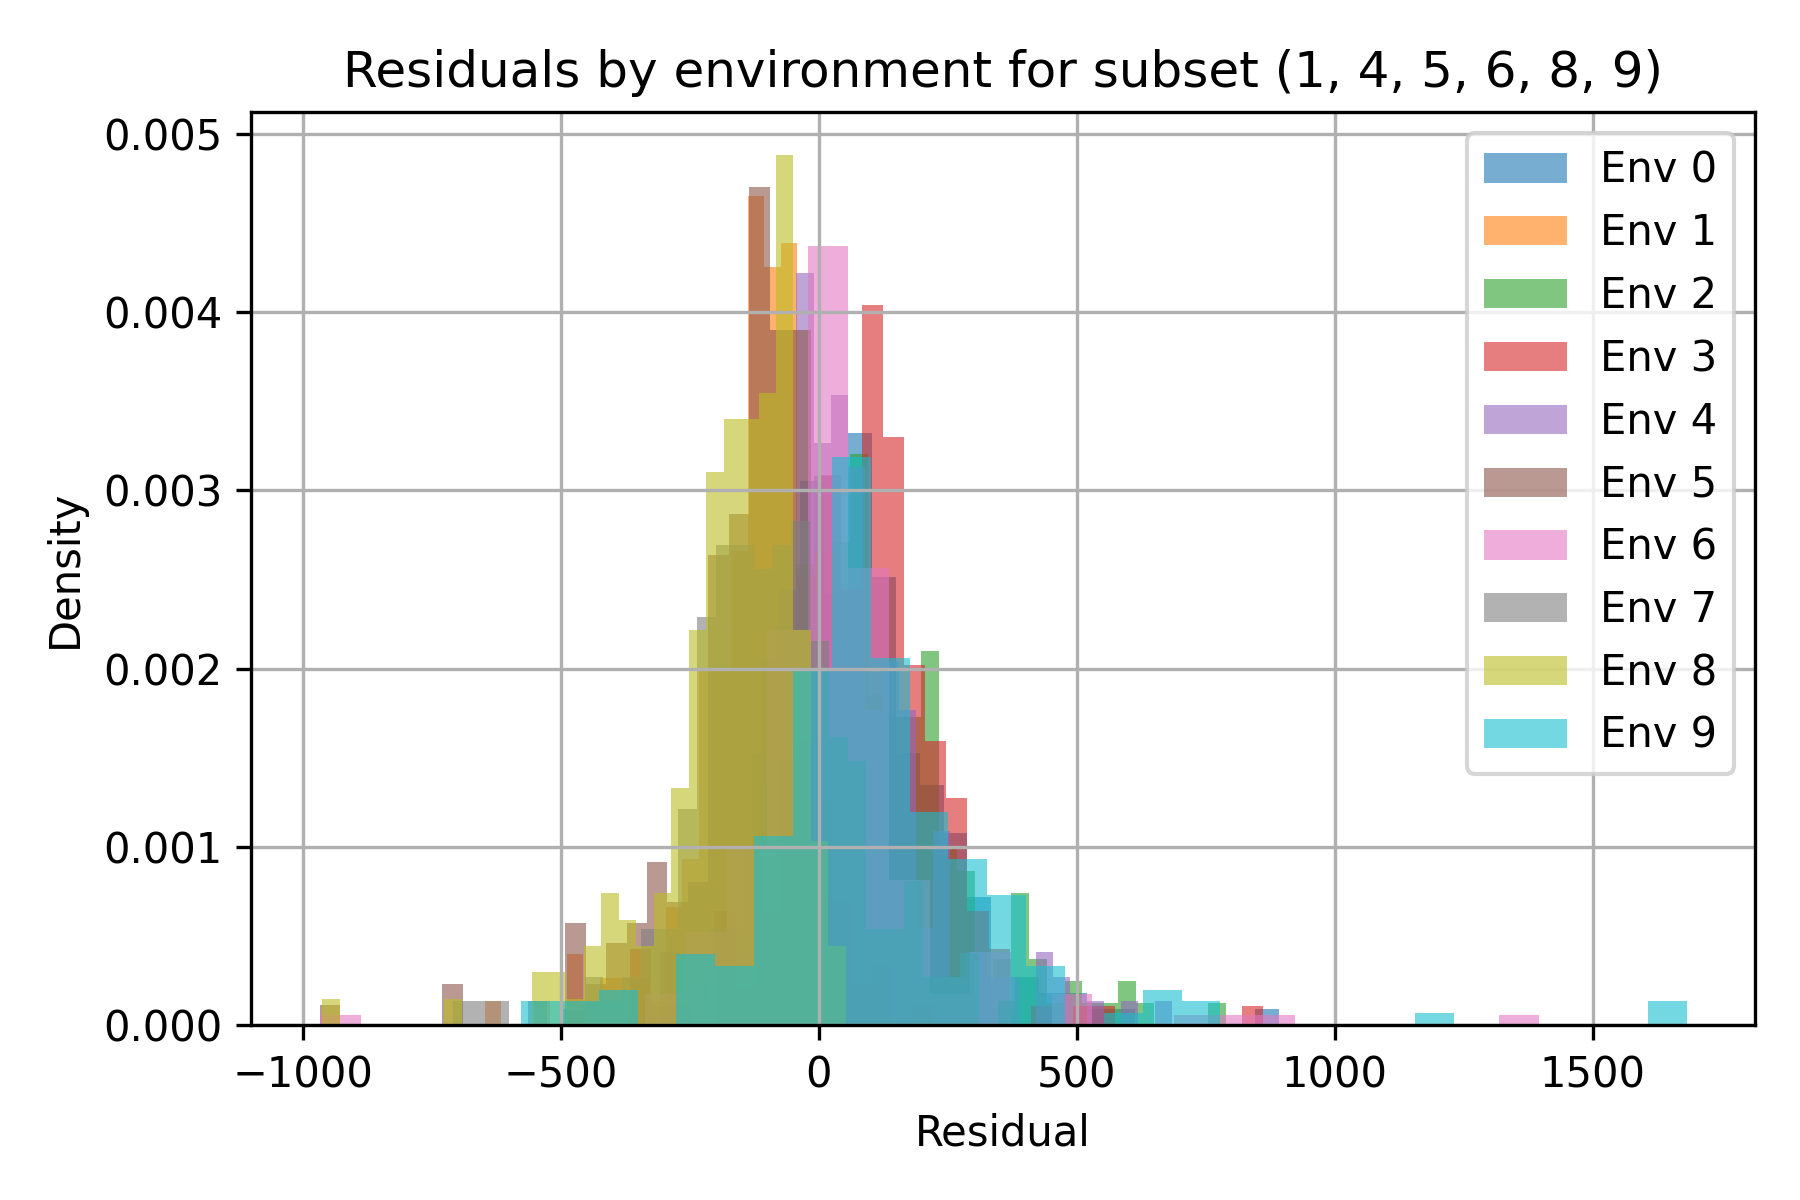 Residuals by environment for subset (1, 4, 5, 6, 8, 9)
0.005
0.004
0.003
0.002
0.001
0.000
Density
−1000
−500
0
500
1000
1500
Residual
Env 0
Env 1
Env 2
Env 3
Env 4
Env 5
Env 6
Env 7
Env 8
Env 9